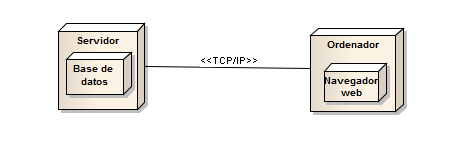 Servidor
Base de
datos
<<TCP/IP>>
Ordenador
Navegador
web